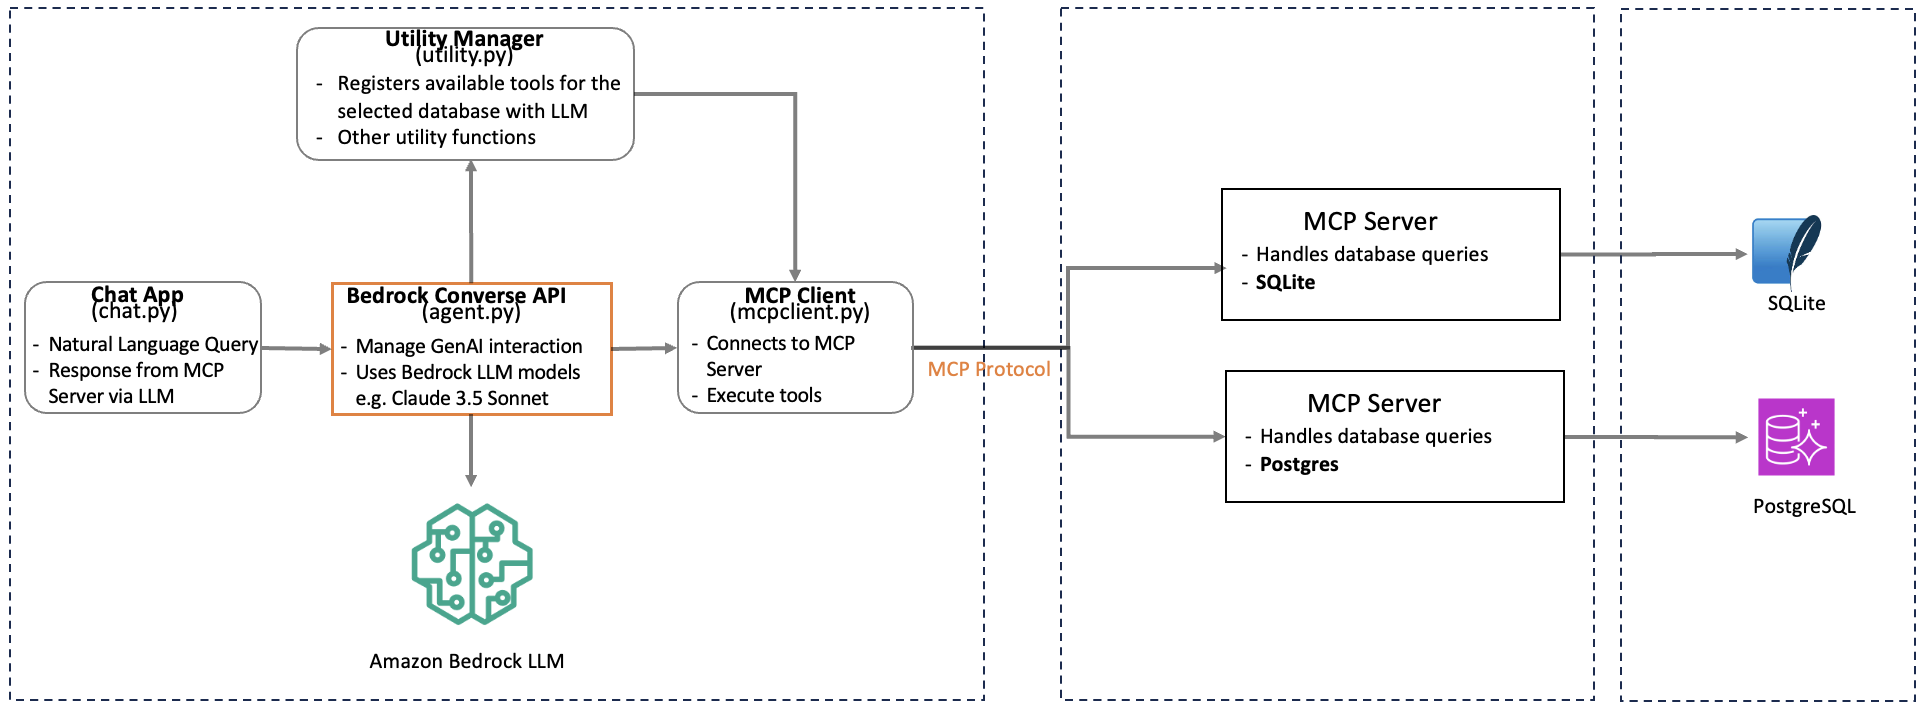 Utility Manager
(utility.py)
- Registers available tools for the
selected database with LLM
- Other utility functions
Chat App
(chat.py)
- Natural Language Query
- Response from MCP
Server via LLM
Bedrock Converse API
(agent.py)
- Manage GenAI interaction
- Uses Bedrock LLM models
e.g. Claude 3.5 Sonnet
MCP Client
(mcpclient.py)
- Connects to MCP
Server
- Execute tools
MCP Protocol
Amazon Bedrock LLM
MCP Server
- Handles database queries
- SQLite
MCP Server
- Handles database queries
- Postgres
SQLite
PostgreSQL